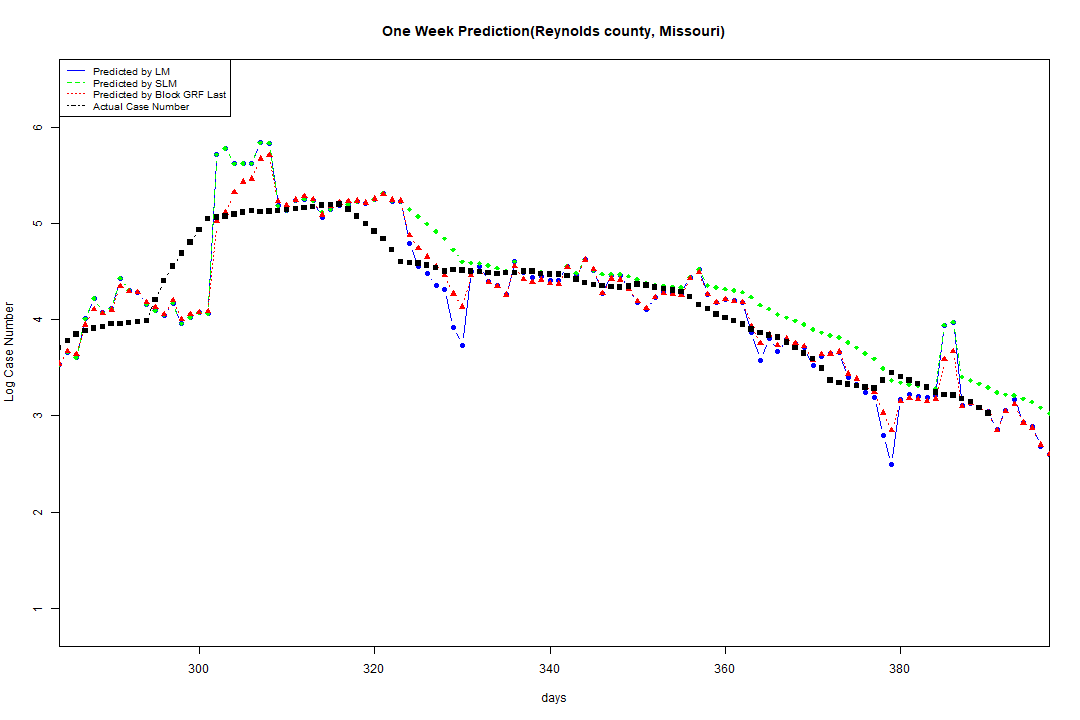 One Week Prediction(Reynolds county, Missouri)
Predicted by LM
Predicted by SLM
Predicted by Block GRF Last
Actual Case Number
6
5
4
3
2
1
Log Case Number
300 320 340 360 380
days